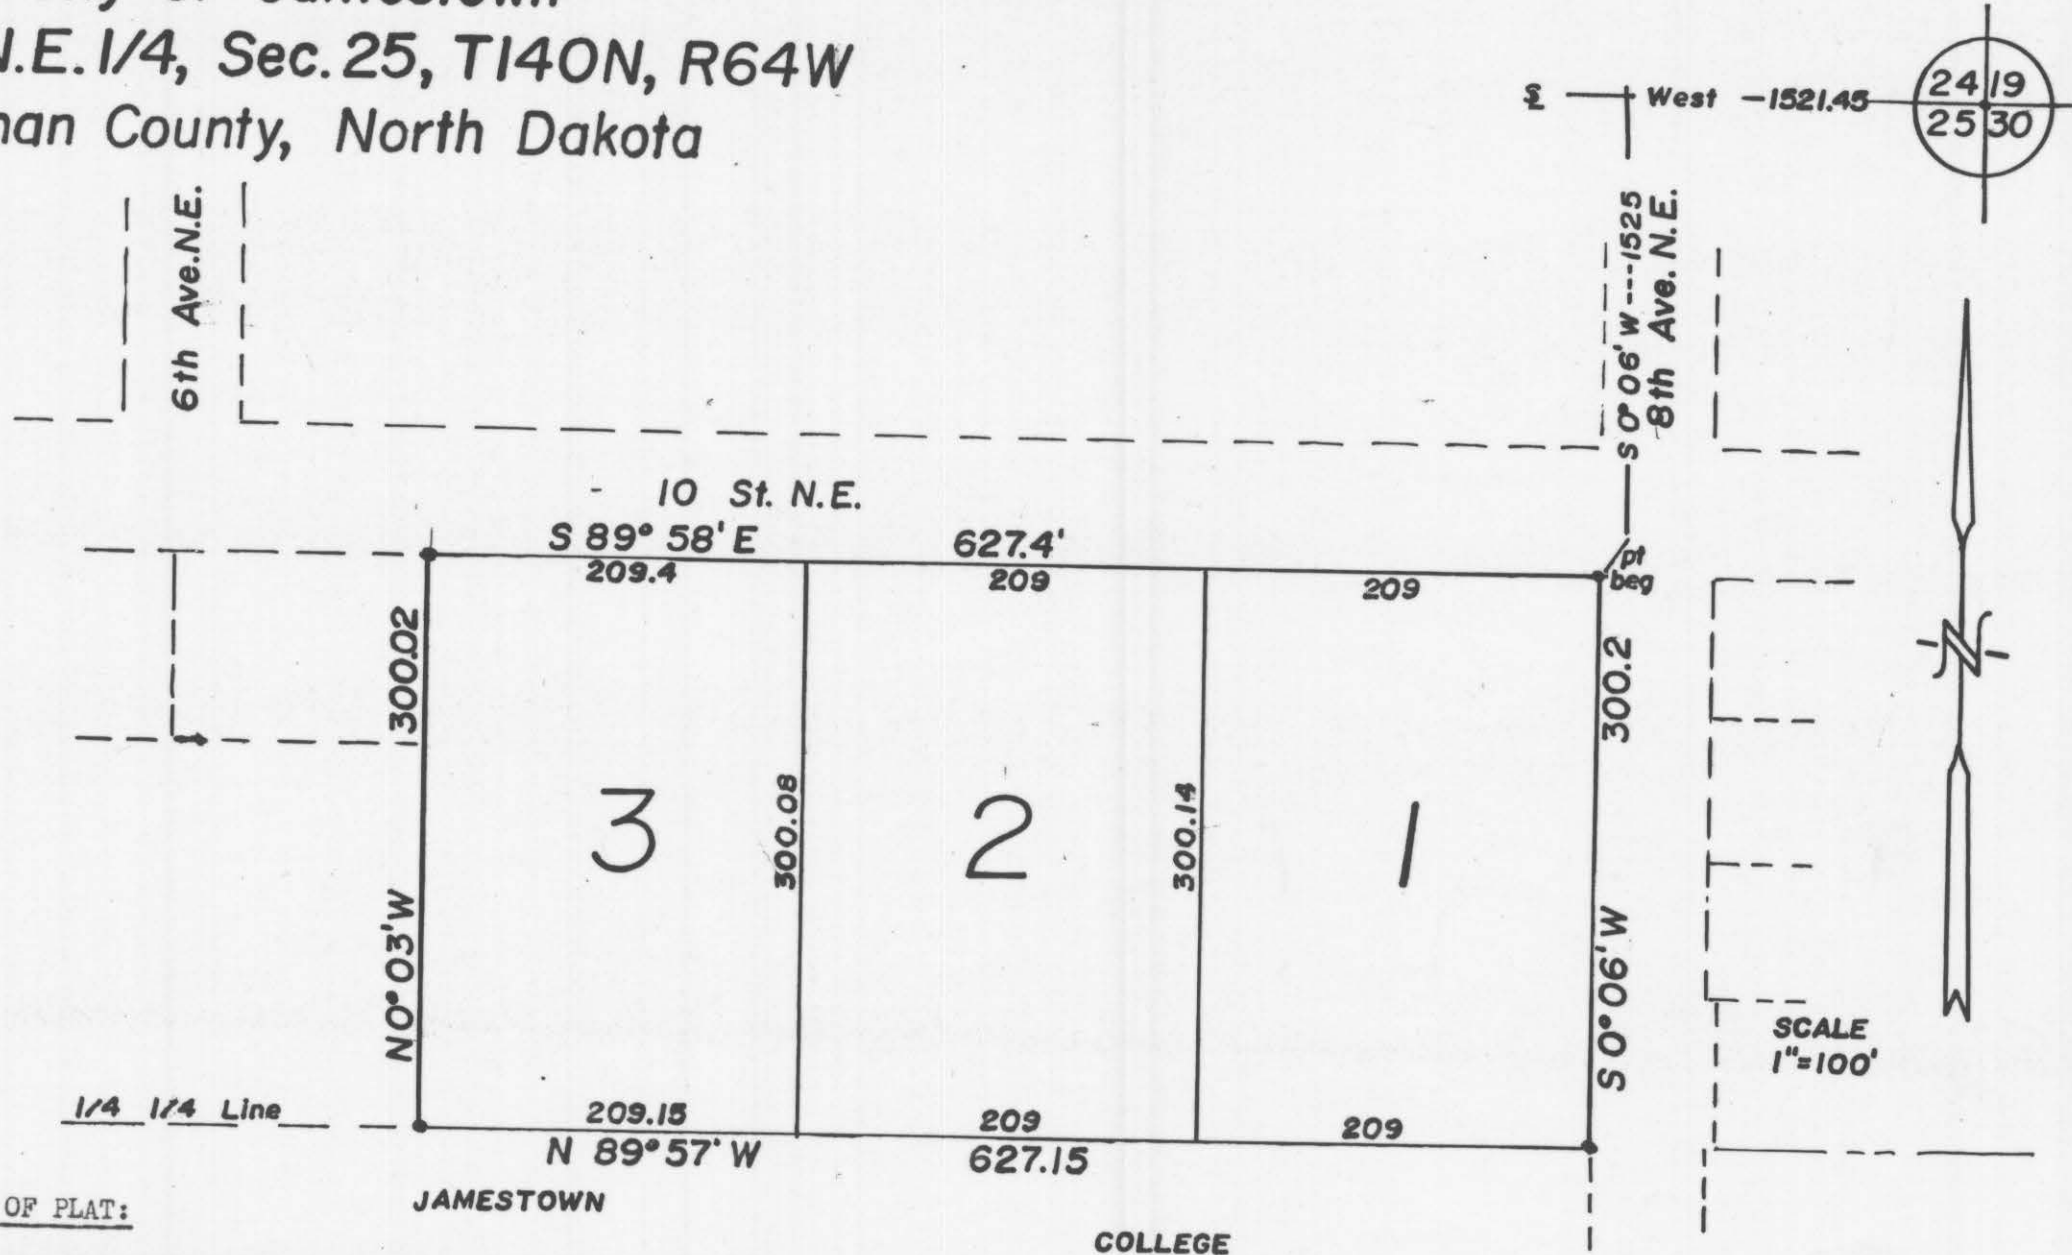 N.E. 1/4, Sec. 25, T140N, R64W
County, North Dakota
West -1521.45
24 19
25 30
6th Ave. N.E.
S 0° 06' W---1525
8th Ave. N.E.
10 St. N.E.
S 89° 58' E 627.4'
209.4 209 209
pt
beg
300.02
300.2
3
300.08
2
300.14
1
N
N 0° 03' W
S 0° 06' W
SCALE
1"=100'
1/4 1/4 Line
209.15 209 209
N 89° 57' W 627.15
JAMESTOWN
COLLEGE
OF PLAT: